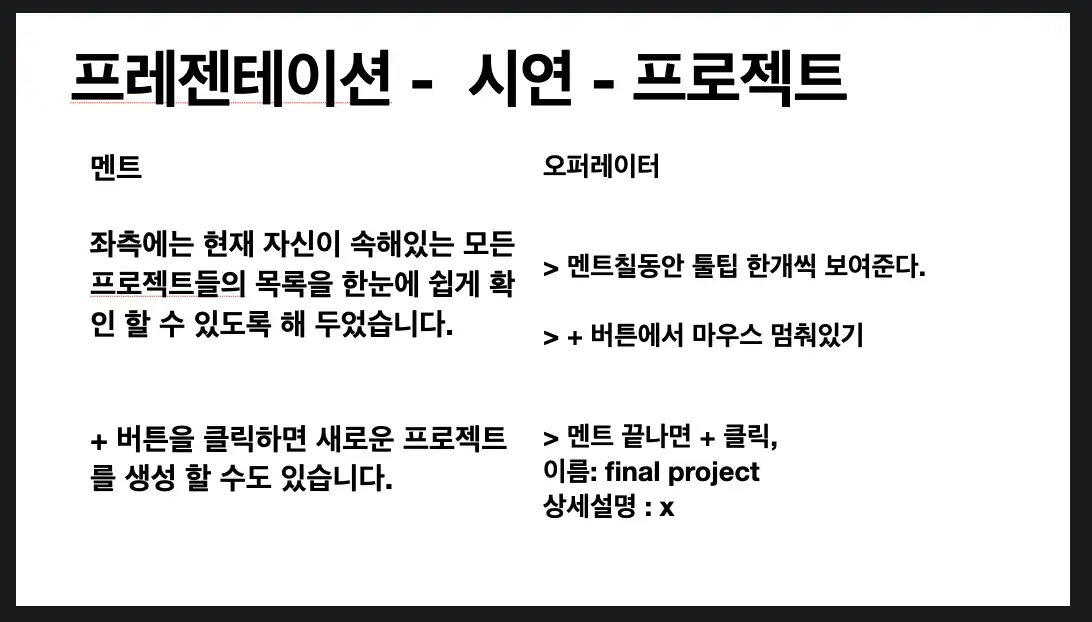 프레젠테이션 -  시연 - 프로젝트
멘트
좌측에는 현재 자신이 속해있는 모든
프로젝트들의 목록을 한눈에 쉽게 확
인 할 수 있도록 해 두었습니다.
+ 버튼을 클릭하면 새로운 프로젝트
를 생성 할 수도 있습니다.
오퍼레이터
> 멘트칠동안 툴팁 한개씩 보여준다.
> + 버튼에서 마우스 멈춰있기
> 멘트 끝나면 + 클릭,
이름: final project
상세설명 : x